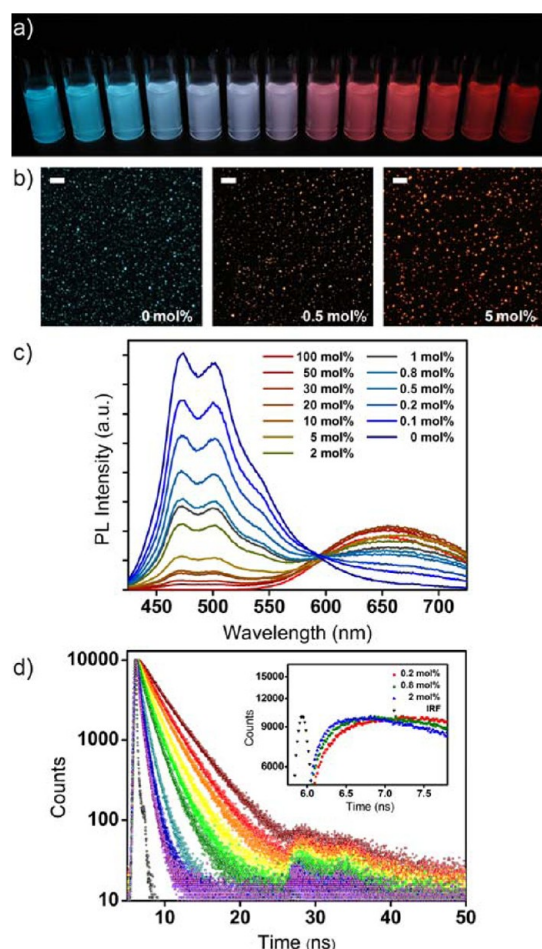 a)
b)
0 mol%
0.5 mol%
5 mol%
c)
PL Intensity (a.u.)
100 mol%
50 mol%
30 mol%
20 mol%
10 mol%
5 mol%
2 mol%
1 mol%
0.8 mol%
0.5 mol%
0.2 mol%
0.1 mol%
0 mol%
450 500 550 600 650 700
Wavelength (nm)
d)
Counts
10000
1000
100
10
10 20 30 40 50
Time (ns)
Counts
15000
12000
9000
6000
0.2 mol%
0.8 mol%
2 mol%
IRF
6.0 6.5 7.0 7.5
Time (ns)